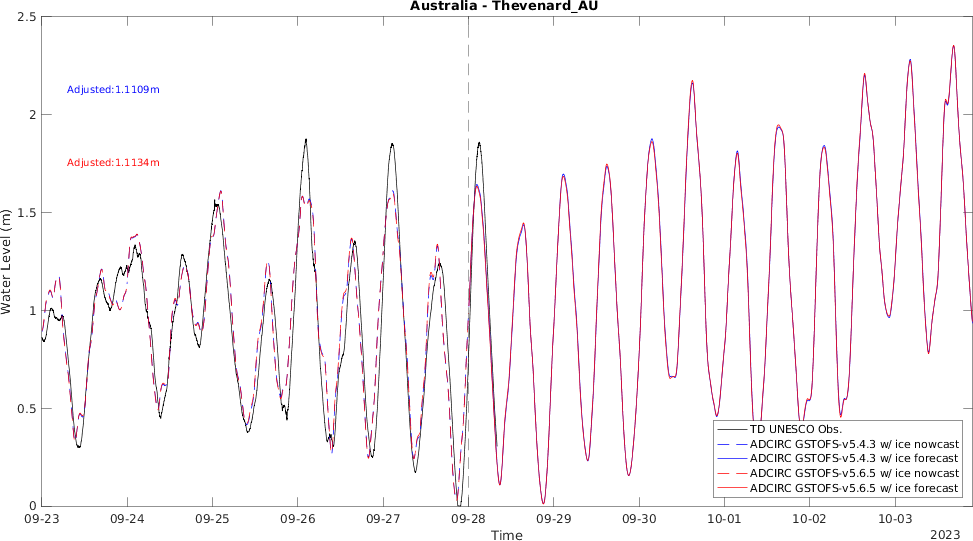 Australia - Thevenard_AU
Water Level (m)
2.5
2
1.5
1
0.5
0
Adjusted:1.1109m
Adjusted:1.1134m
TD UNESCO Obs.
ADCIRC GSTOFS-v5.4.3 w/ ice nowcast
ADCIRC GSTOFS-v5.4.3 w/ ice forecast
ADCIRC GSTOFS-v5.6.5 w/ ice nowcast
ADCIRC GSTOFS-v5.6.5 w/ ice forecast
09-23 09-24 09-25 09-26 09-27 09-28 09-29 09-30 10-01 10-02 10-03
Time
2023